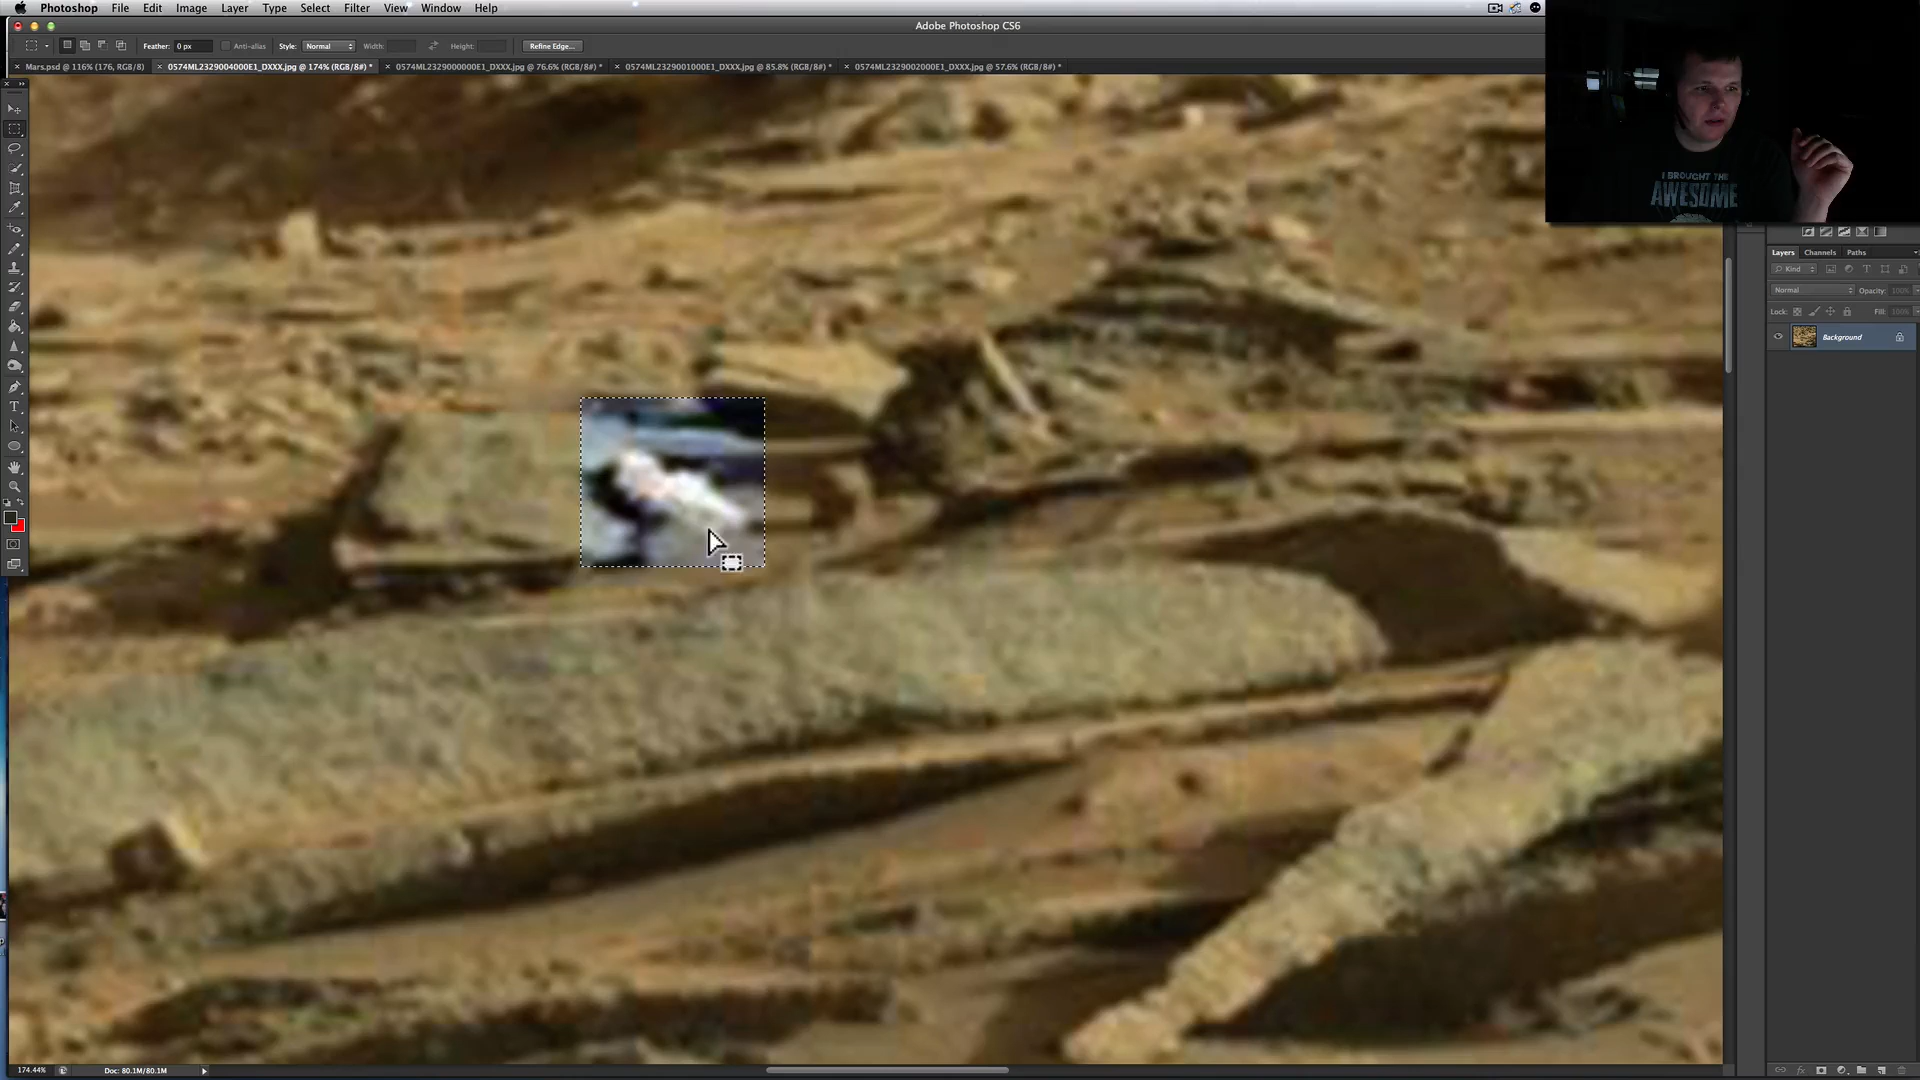 Photoshop File Edit Image Layer Type Select Filter View Window Help
Adobe Photoshop CS6
Feather: 0 px Anti-alias Style: Normal Width: Height: Refine Edge...
Mars.psd @ 116% (176, RGB/8) 0574ML2329004000E1_DXXX.jpg @ 174% (RGB/8#) * 0574ML2329000000E1_DXXX.jpg @ 76.6% (RGB/8#) * 0574ML2329001000E1_DXXX.jpg @ 85.8% (RGB/8#) * 0574ML2329002000E1_DXXX.jpg @ 57.6% (RGB/8#) *
I BROUGHT THE
AWESOME
Layers Channels Paths
Kind
Normal Opacity: 100%
Lock: Fill: 100%
Background
174.44% Doc: 80.1M/80.1M